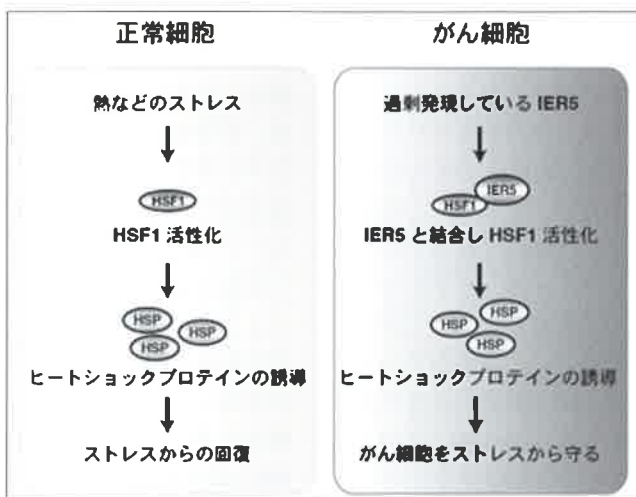 正常細胞
熱などのストレス
HSF1
HSF1 活性化
HSP
HSP
HSP
ヒートショックプロテインの誘導
ストレスからの回復
がん細胞
過剰発現している IER5
IER5
HSF1
IER5 と結合し HSF1 活性化
HSP
HSP
HSP
ヒートショックプロテインの誘導
がん細胞をストレスから守る